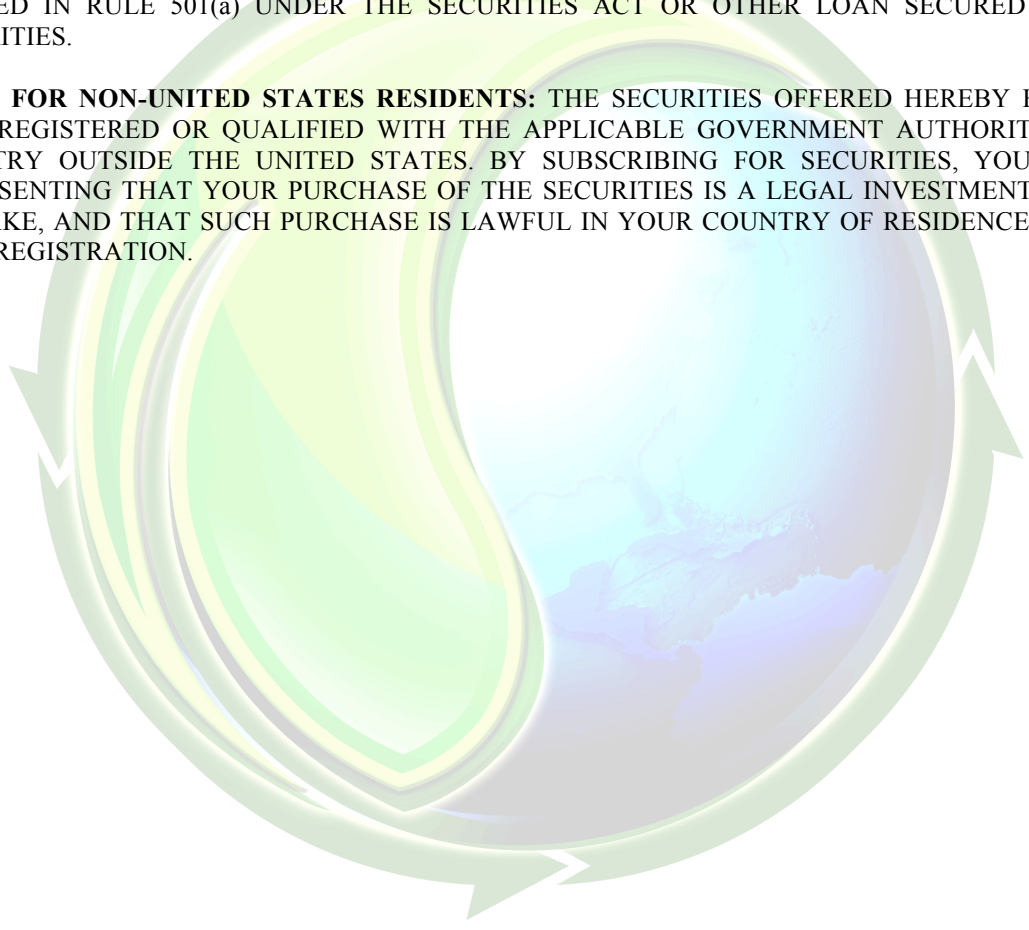 ED IN RULE 501(a) UNDER THE SECURITIES ACT OR OTHER LOAN SECURED
ITIES.
FOR NON-UNITED STATES RESIDENTS: THE SECURITIES OFFERED HEREBY
REGISTERED OR QUALIFIED WITH THE APPLICABLE GOVERNMENT AUTHORIT
TRY OUTSIDE THE UNITED STATES. BY SUBSCRIBING FOR SECURITIES, YOU
SENTING THAT YOUR PURCHASE OF THE SECURITIES IS A LEGAL INVESTMENT
KE, AND THAT SUCH PURCHASE IS LAWFUL IN YOUR COUNTRY OF RESIDENCE
REGISTRATION.